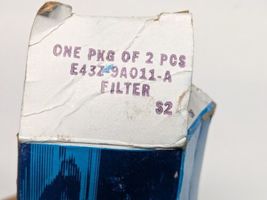 ONE PKG OF 2 PCS
E43Z-9A011-A
FILTER
S2